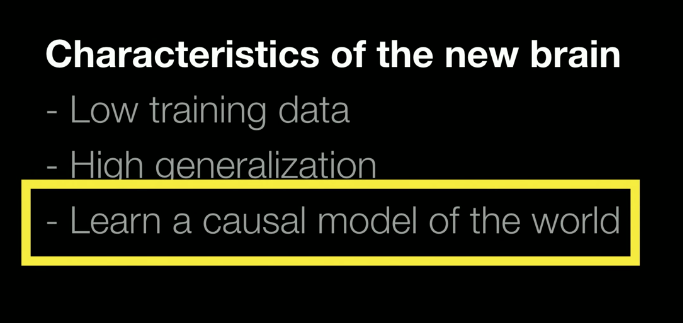 Characteristics of the new brain
- Low training data
- High generalization
- Learn a causal model of the world